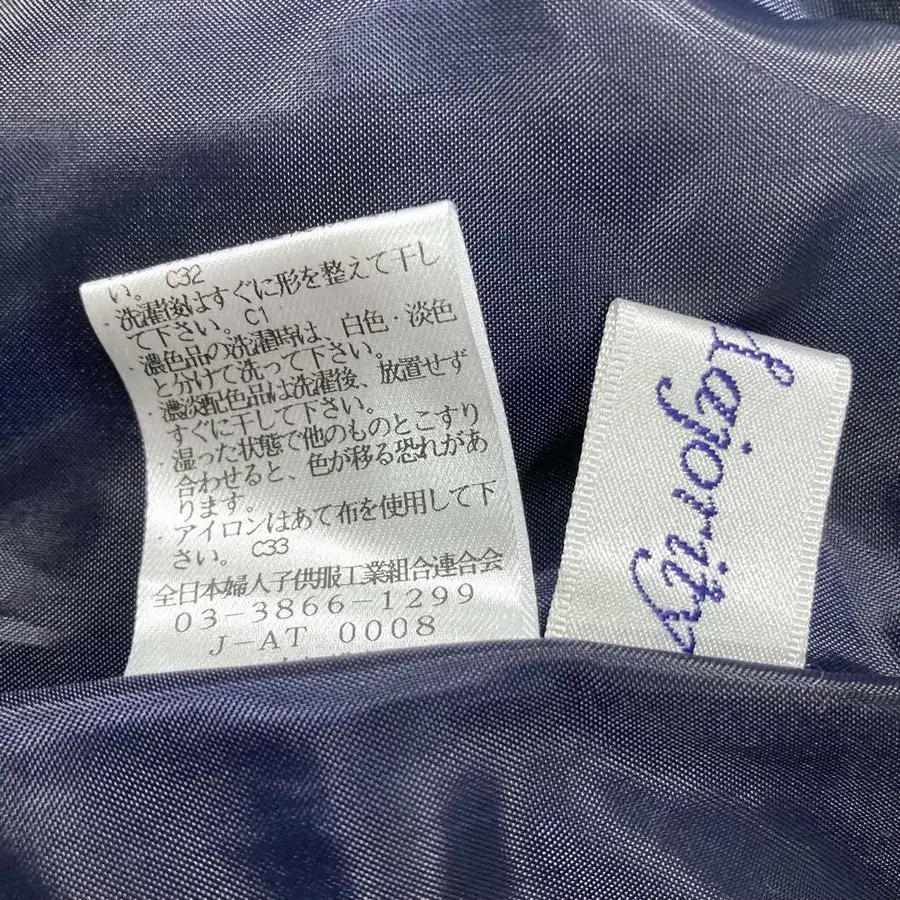 い。 C32
・洗濯後はすぐに形を整えて干し
て下さい。C1
・濃色品の洗濯時は、白色・淡色
と分けて洗って下さい。
・濃淡配色品は洗濯後、放置せず
すぐに干して下さい。
・湿った状態で他のものとこすり
合わせると、色が移る恐れがあ
ります。
・アイロンはあて布を使用して下
さい。 C33
全日本婦人子供服工業組合連合会
03-3866-1299
J-AT 0008
Majority